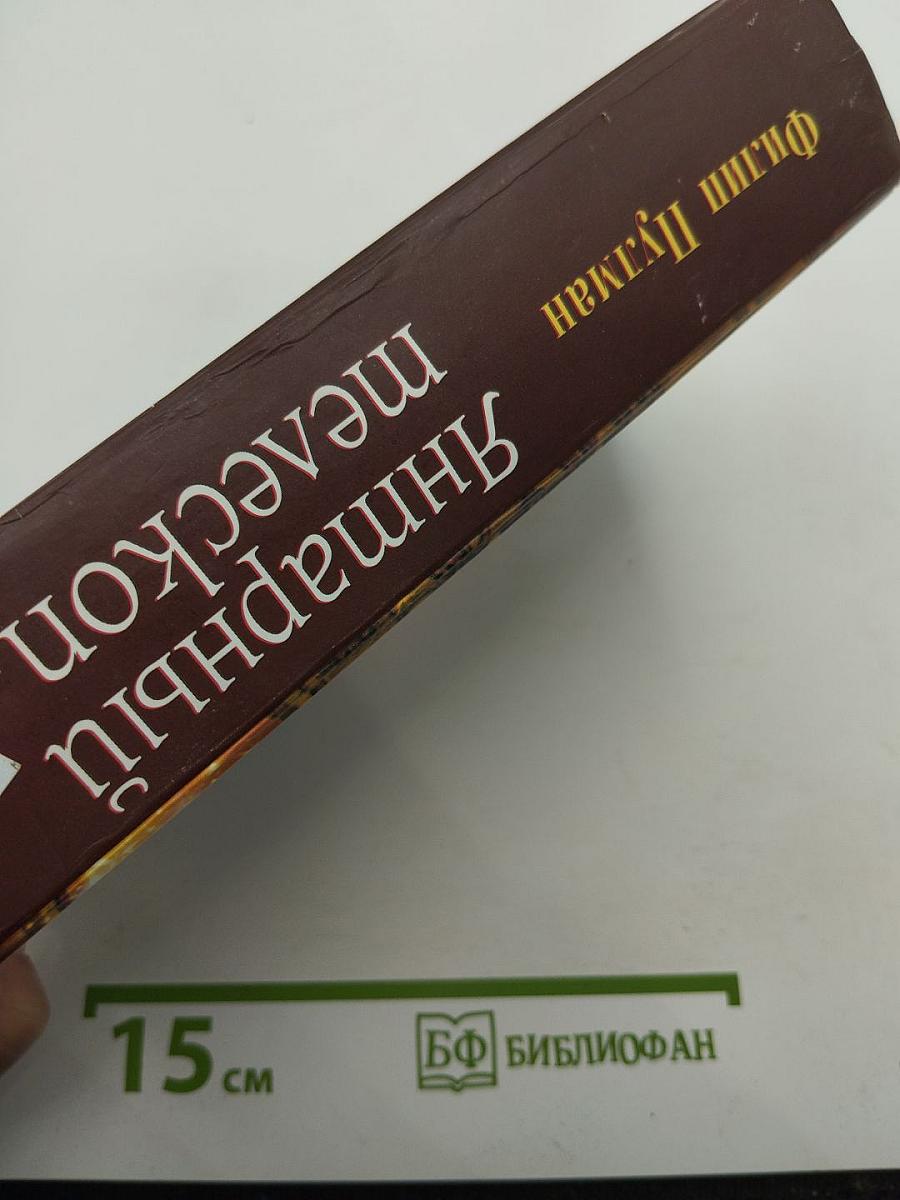 Филип Пулман
Янтарный
телескоп
15 см
БФ БИБЛИОФАН